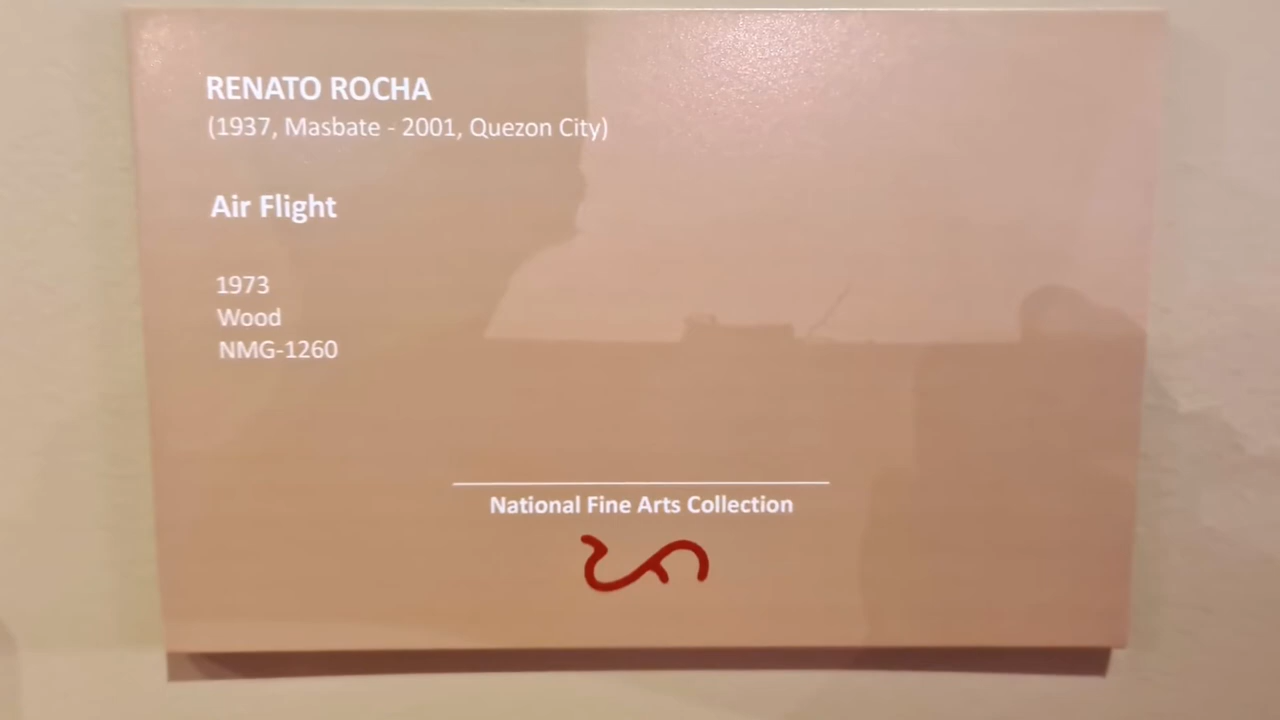 RENATO ROCHA
(1937, Masbate - 2001, Quezon City)
Air Flight
1973
Wood
NMG-1260
National Fine Arts Collection
ᜉ